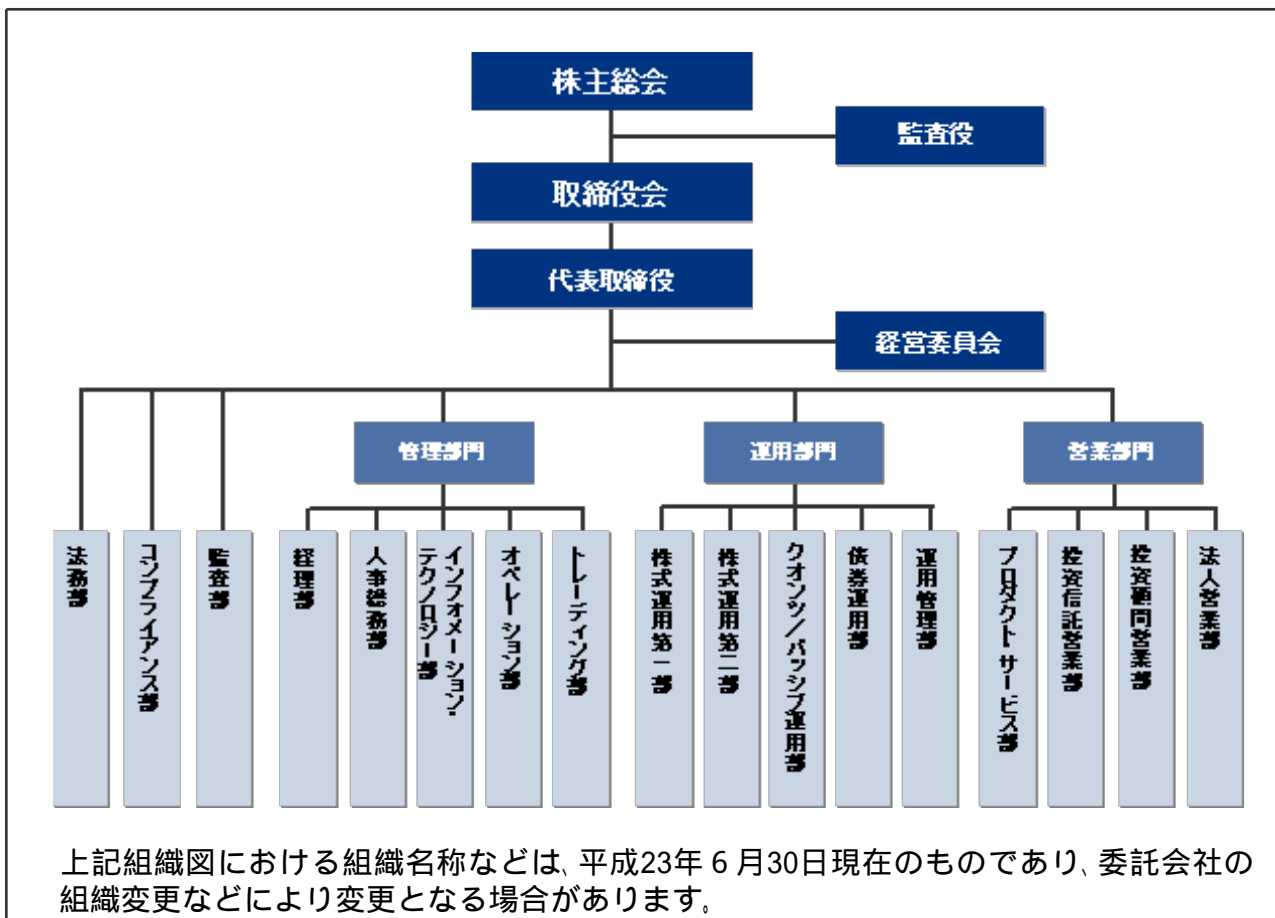 株主総会
監査役
取締役会
代表取締役
経営委員会
管理部門
運用部門
営業部門
法務部
コンプライアンス部
監査部
経理部
人事総務部
インフォメーション・
テクノロジー部
オペレーション部
トレーディング部
株式運用第一部
株式運用第二部
クオンツ/パッシブ運用部
債券運用部
運用管理部
プロダクトサービス部
投資信託営業部
投資顧問営業部
法人営業部
上記組織図における組織名称などは、平成23年6月30日現在のものであり、委託会社の
組織変更などにより変更となる場合があります。